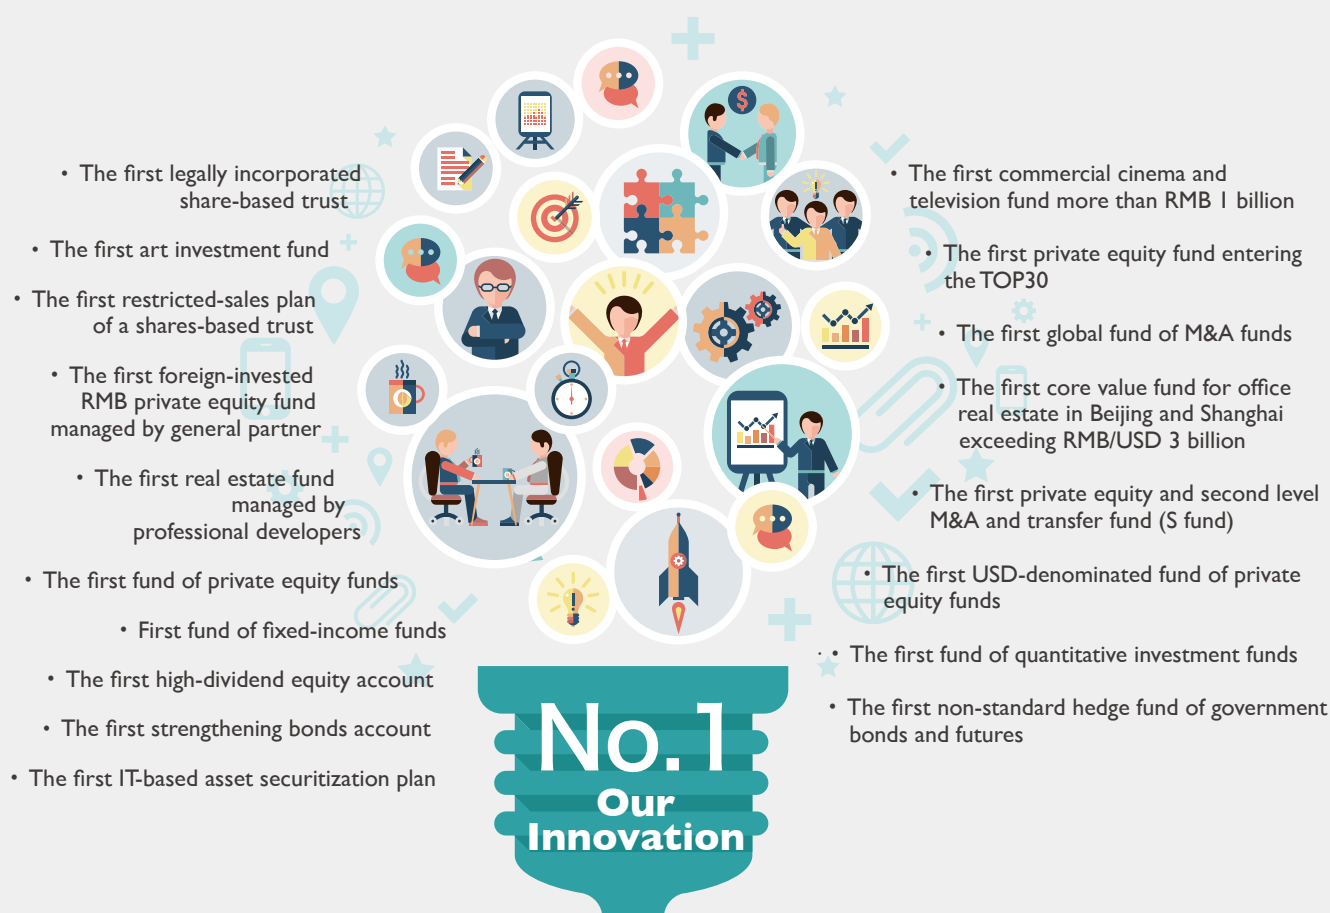 • The first legally incorporated
share-based trust
• The first art investment fund
• The first restricted-sales plan
of a shares-based trust
• The first foreign-invested
RMB private equity fund
managed by general partner
• The first real estate fund
managed by
professional developers
• The first fund of private equity funds
• First fund of fixed-income funds
• The first high-dividend equity account
• The first strengthening bonds account
• The first IT-based asset securitization plan
• The first commercial cinema and
television fund more than RMB 1 billion
• The first private equity fund entering
the TOP30
• The first global fund of M&A funds
• The first core value fund for office
real estate in Beijing and Shanghai
exceeding RMB/USD 3 billion
• The first private equity and second level
M&A and transfer fund (S fund)
• The first USD-denominated fund of private
equity funds
• The first fund of quantitative investment funds
• The first non-standard hedge fund of government
bonds and futures
$
No.1
Our
Innovation